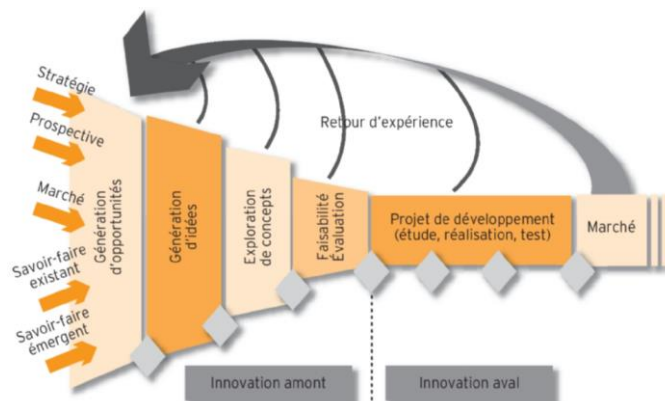 Stratégie
Prospective
Marché
Savoir-faire
existant
Savoir-faire
émergent
Génération
d'opportunités
Génération
d'idées
Exploration
de concepts
Faisabilité
Évaluation
Retour d'expérience
Projet de développement
(étude, réalisation, test)
Marché
Innovation amont
Innovation aval